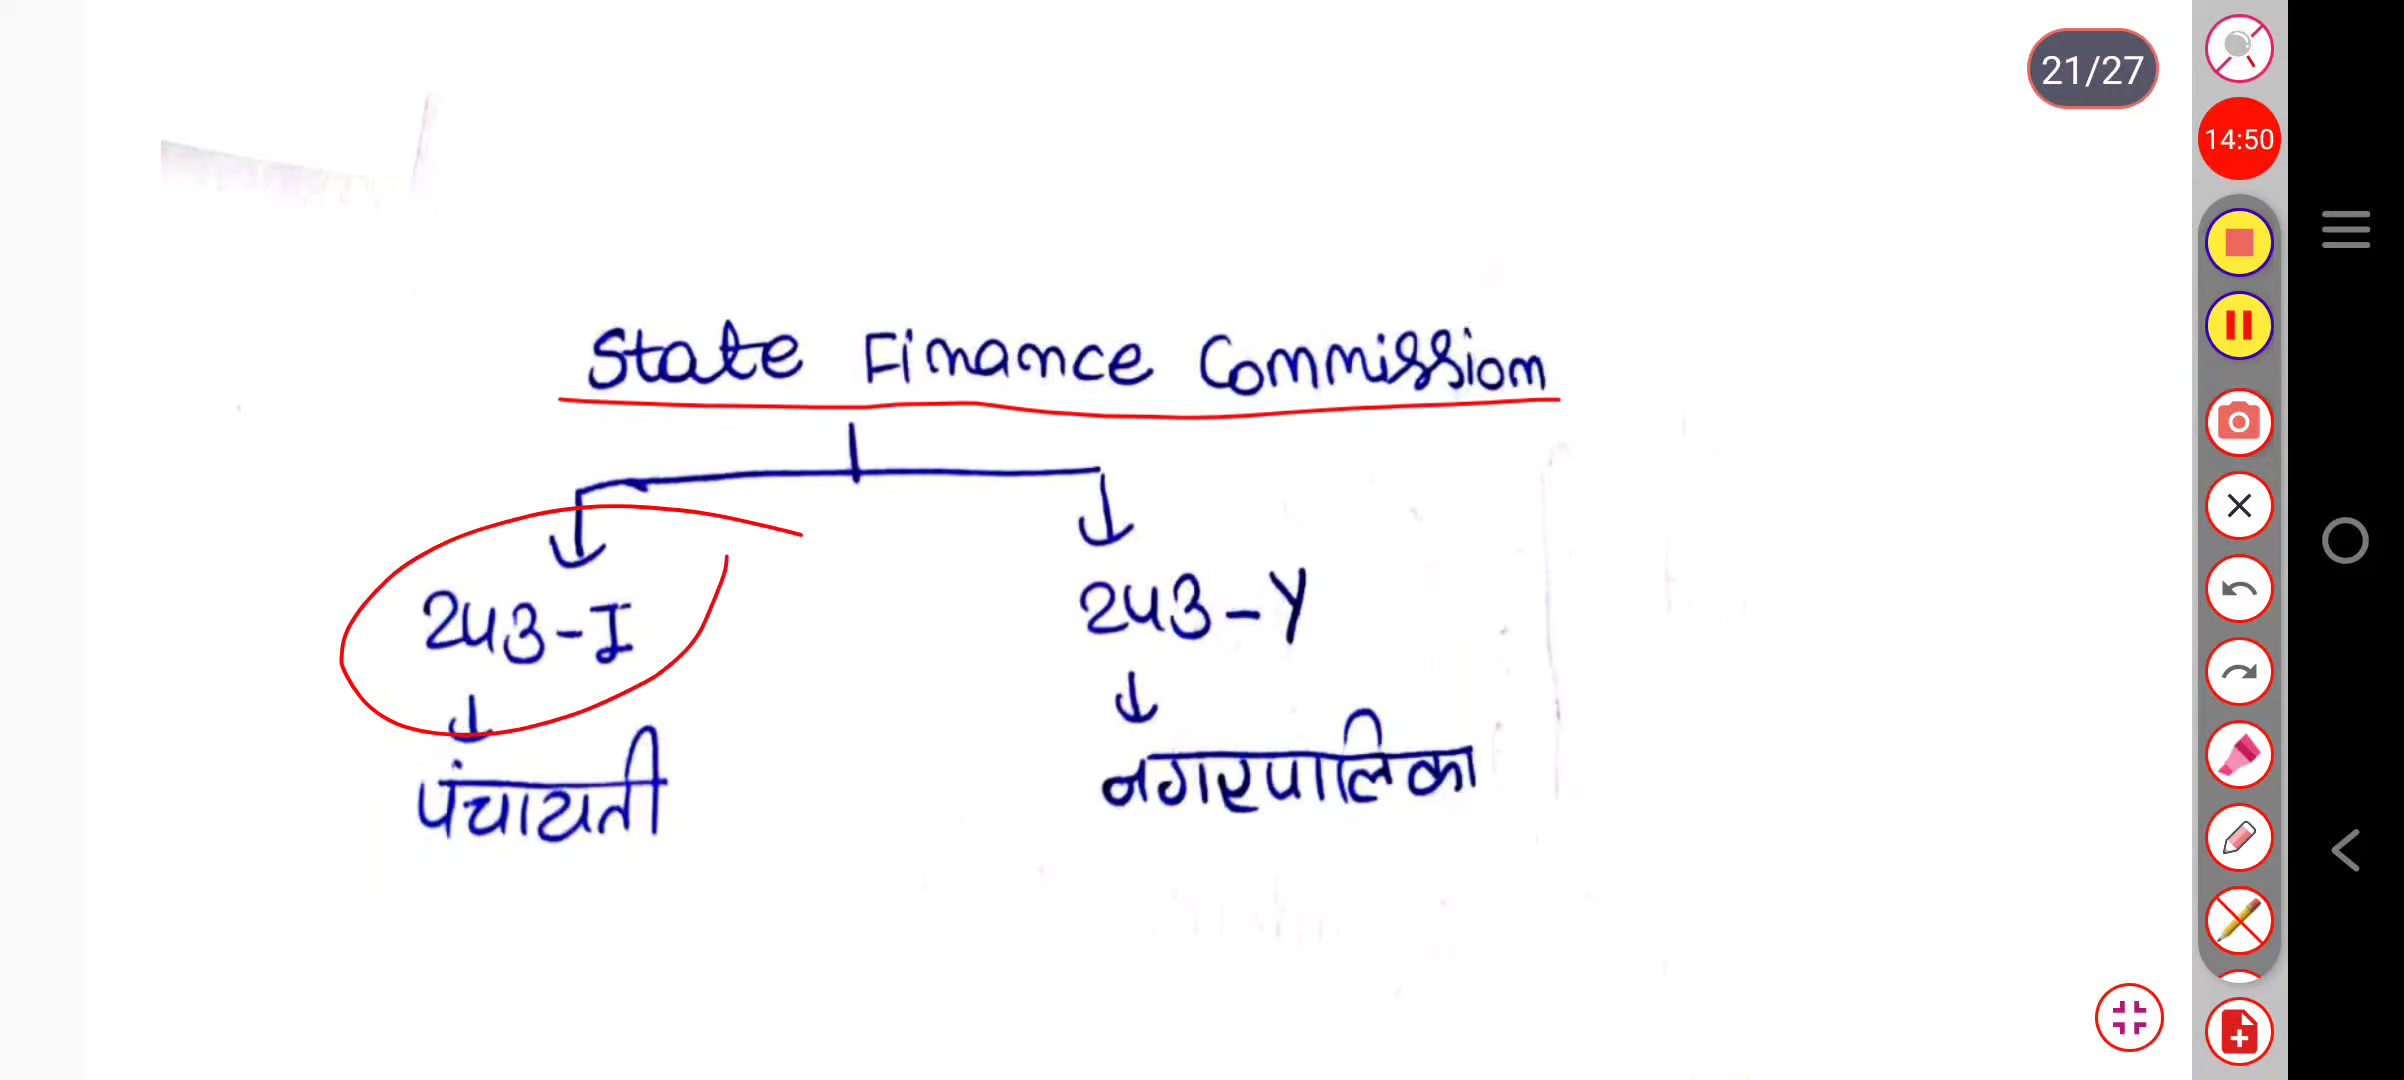 21/27
14:50
State Finance Commission
243-I
243-Y
पंचायती
नगरपालिका